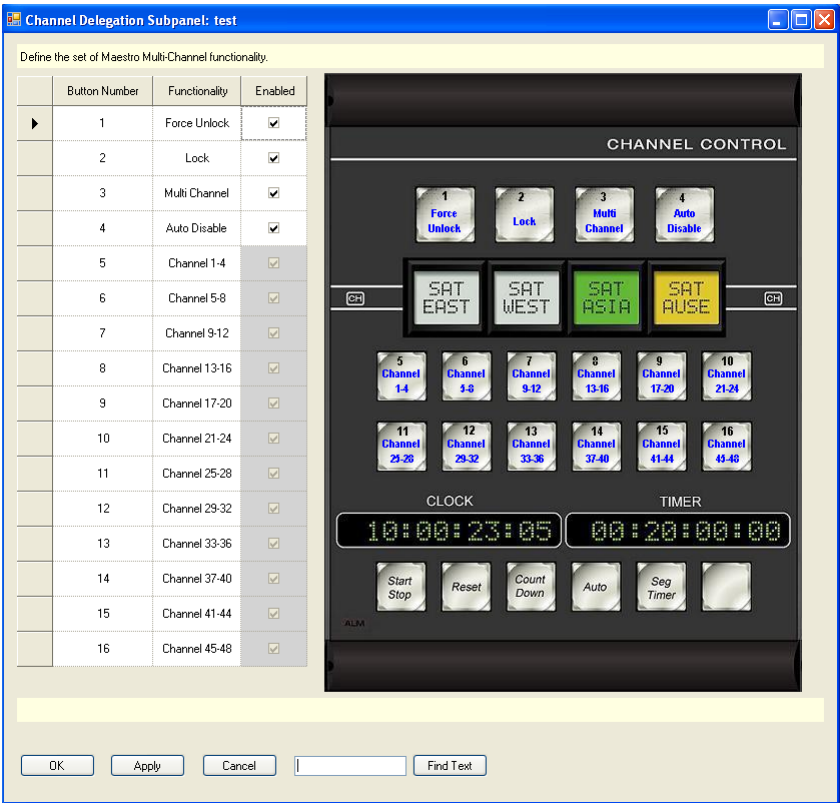 Channel Delegation Subpanel: test
Define the set of Maestro Multi-Channel functionality.
Button Number Functionality Enabled
1 Force Unlock
2 Lock
3 Multi Channel
4 Auto Disable
5 Channel 1-4
6 Channel 5-8
7 Channel 9-12
8 Channel 13-16
9 Channel 17-20
10 Channel 21-24
11 Channel 25-28
12 Channel 29-32
13 Channel 33-36
14 Channel 37-40
15 Channel 41-44
16 Channel 45-48
CHANNEL CONTROL
1 2 3 4
Force Lock Multi Auto
Unlock Channel Disable
CH SAT SAT SAT SAT CH
EAST WEST ASIA AUSE
5 6 7 8 9 10
Channel Channel Channel Channel Channel Channel
1-4 5-8 9-12 13-16 17-20 21-24
11 12 13 14 15 16
Channel Channel Channel Channel Channel Channel
25-28 29-32 33-36 37-40 41-44 45-48
CLOCK TIMER
10:00:23:05 00:20:00:00
Start Reset Count Auto Seg
Stop Down Timer
ALM
OK Apply Cancel Find Text